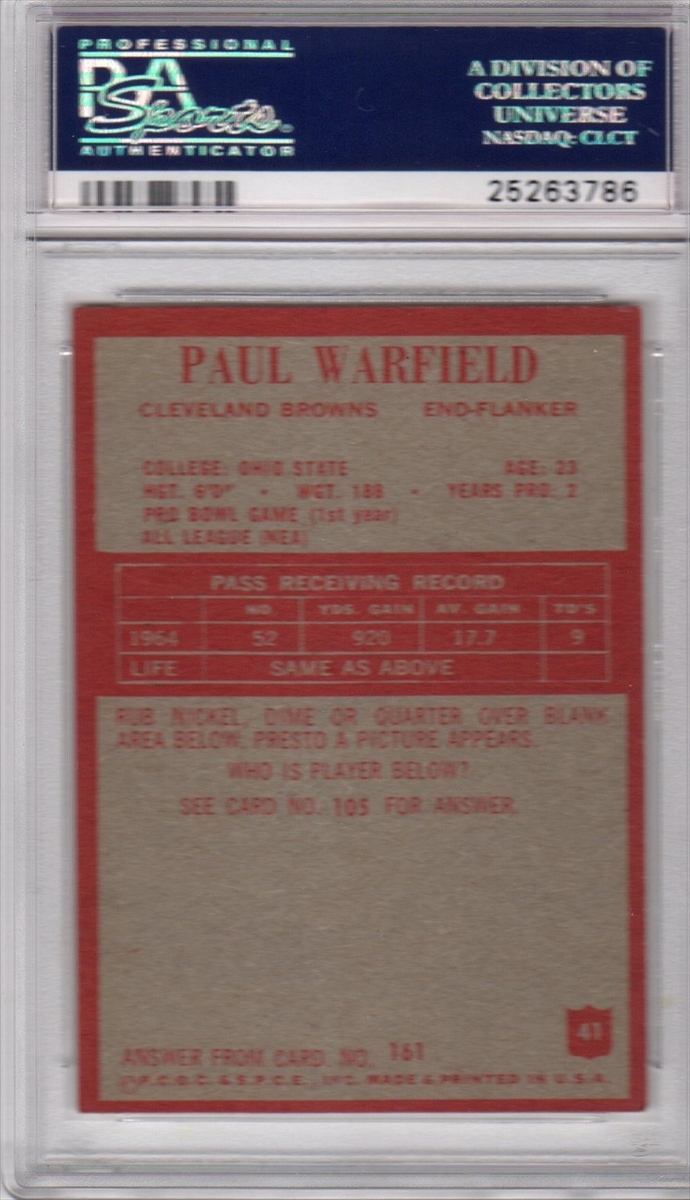 PROFESSIONAL
PSA
Sports.
AUTHENTICATOR
A DIVISION OF
COLLECTORS
UNIVERSE
NASDAQ: CLCT
25263786
PAUL WARFIELD
CLEVELAND BROWNS END-FLANKER
COLLEGE: OHIO STATE AGE: 23
HGT. 6'0" • WGT. 188 • YEARS PRO: 2
PRO BOWL GAME (1st year)
ALL LEAGUE (NEA)
PASS RECEIVING RECORD
NO. YDS. GAIN AV. GAIN TD'S
1964 52 920 17.7 9
LIFE SAME AS ABOVE
RUB NICKEL, DIME OR QUARTER OVER BLANK
AREA BELOW. PRESTO A PICTURE APPEARS.
WHO IS PLAYER BELOW?
SEE CARD NO. 105 FOR ANSWER.
41
ANSWER FROM CARD. NO. 161
©P.C.G.C. & S.P.C.E., INC. MADE & PRINTED IN U.S.A.